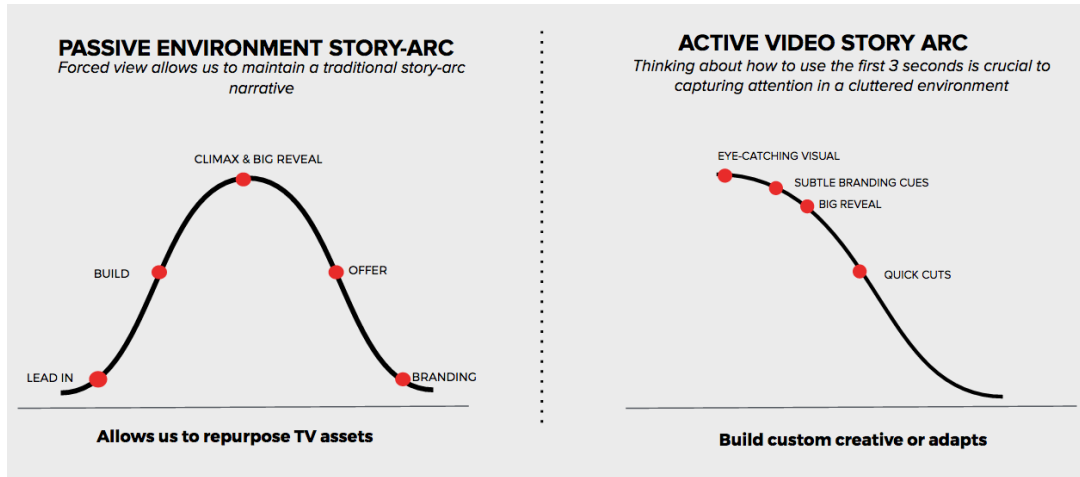 PASSIVE ENVIRONMENT STORY-ARC
Forced view allows us to maintain a traditional story-arc
narrative
CLIMAX & BIG REVEAL
BUILD
OFFER
LEAD IN
BRANDING
Allows us to repurpose TV assets
ACTIVE VIDEO STORY ARC
Thinking about how to use the first 3 seconds is crucial to
capturing attention in a cluttered environment
EYE-CATCHING VISUAL
SUBTLE BRANDING CUES
BIG REVEAL
QUICK CUTS
Build custom creative or adapts